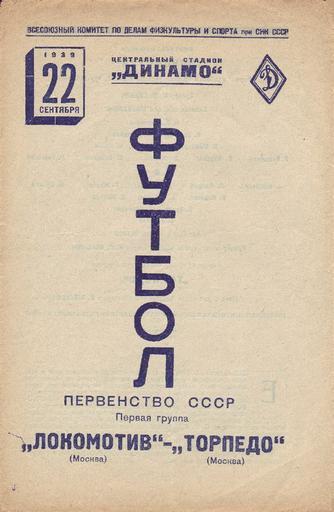 ВСЕСОЮЗНЫЙ КОМИТЕТ ПО ДЕЛАМ ФИЗКУЛЬТУРЫ И СПОРТА при СНК СССР
1939
22
СЕНТЯБРЯ
ЦЕНТРАЛЬНЫЙ СТАДИОН
„ДИНАМО“
Д
ФУТБОЛ
ПЕРВЕНСТВО СССР
Первая группа
„ЛОКОМОТИВ“-„ТОРПЕДО“
(Москва) (Москва)